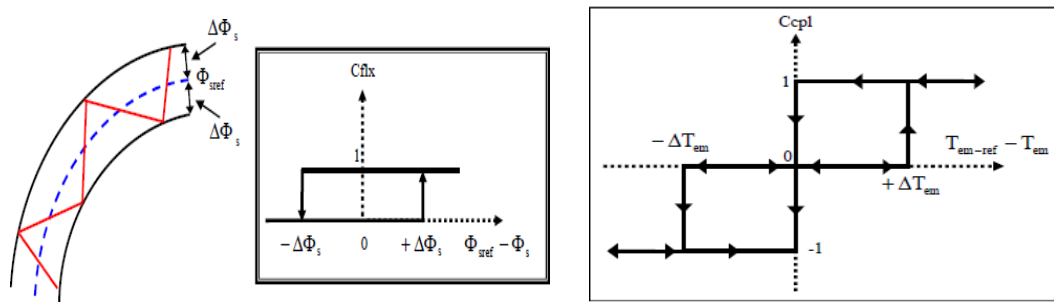 ΔΦₛ
Φsref
ΔΦₛ
Cflx
1
− ΔΦₛ 0 + ΔΦₛ Φsref − Φₛ
Ccpl
1
− ΔTem 0 Tem−ref − Tem
+ ΔTem
-1